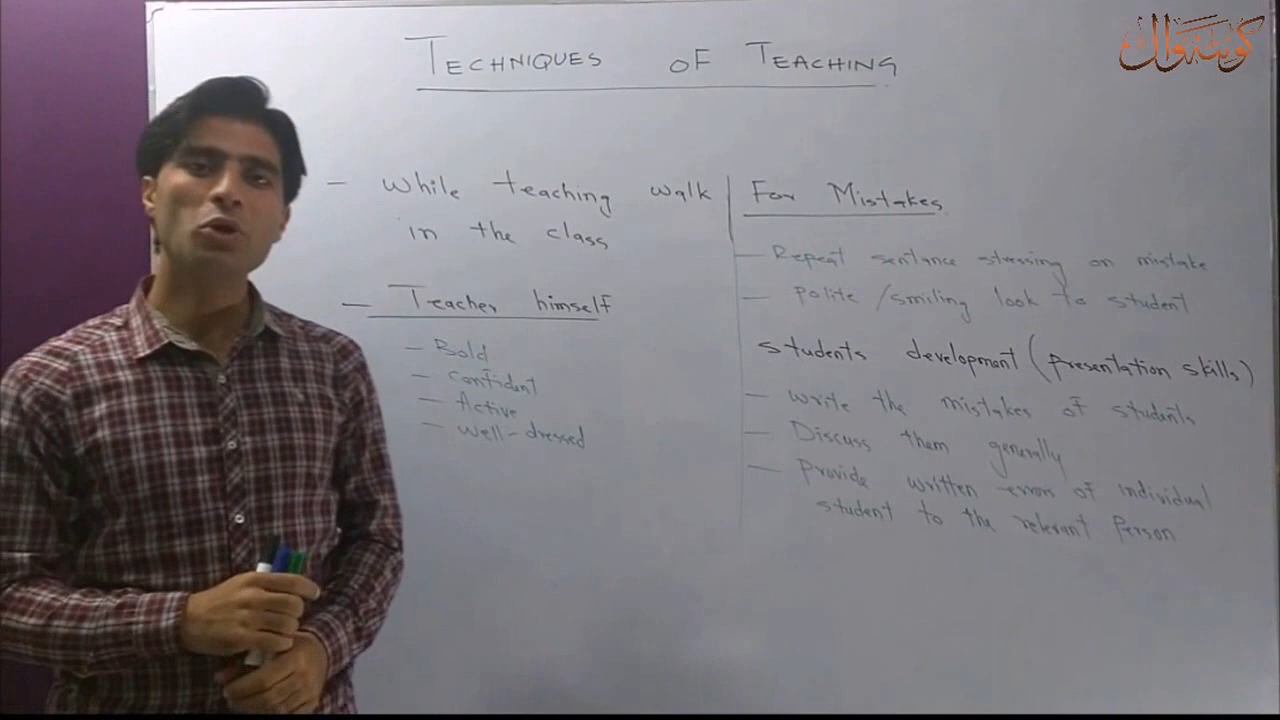 TECHNIQUES OF TEACHING
- While teaching walk
in the class
- Teacher himself
- Bold
- confident
- Active
- well-dressed
For Mistakes
- Repeat sentance stressing on mistake
- Polite / smiling look to student
students development (presentation skills)
- write the mistakes of students
- Discuss them generally
- Provide written errors of individual
student to the relevant Person